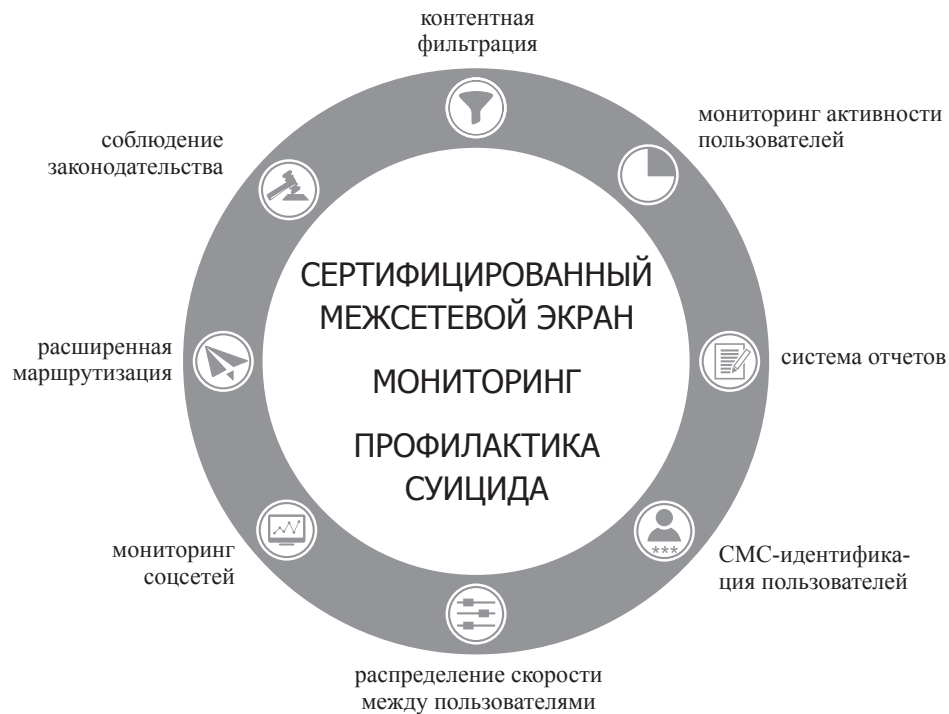 контентная
фильтрация
мониторинг активности
пользователей
соблюдение
законодательства
СЕРТИФИЦИРОВАННЫЙ
МЕЖСЕТЕВОЙ ЭКРАН
МОНИТОРИНГ
ПРОФИЛАКТИКА
СУИЦИДА
расширенная
маршрутизация
система отчетов
мониторинг
соцсетей
СМС-идентифика-
ция пользователей
***
распределение скорости
между пользователями